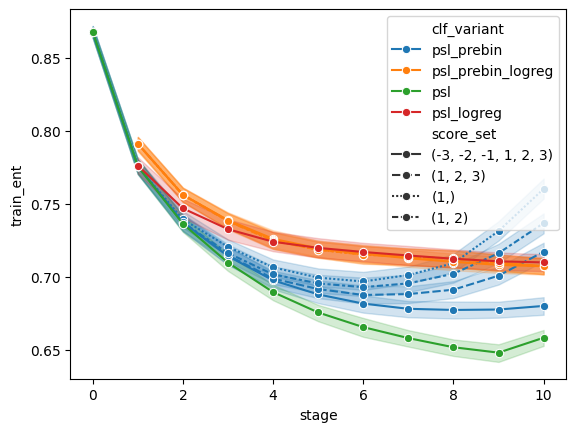 clf_variant
psl_prebin
psl_prebin_logreg
psl
psl_logreg
score_set
(-3, -2, -1, 1, 2, 3)
(1, 2, 3)
(1,)
(1, 2)
train_ent
0.85
0.80
0.75
0.70
0.65
0 2 4 6 8 10
stage